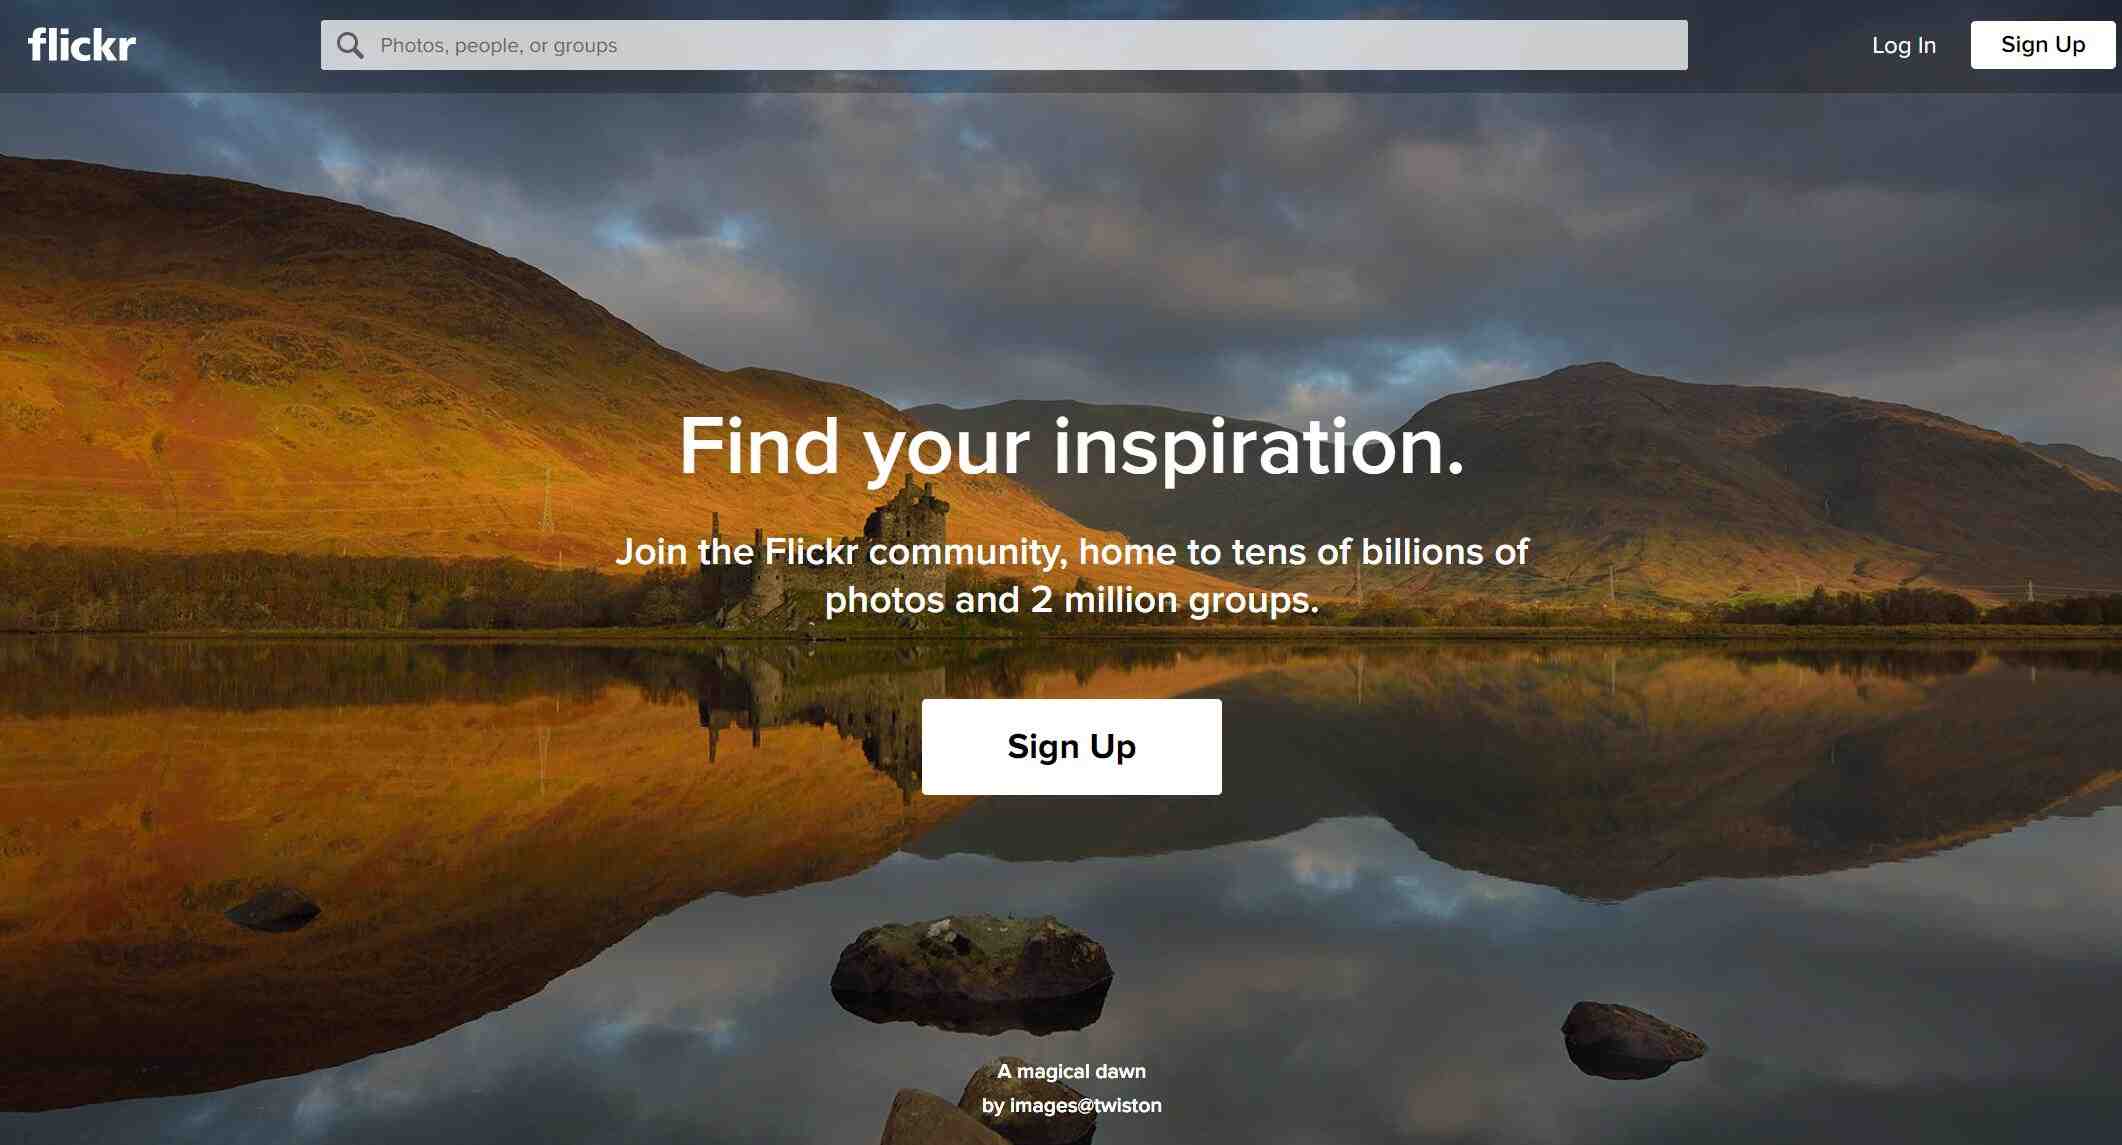 flickr
Photos, people, or groups
Log In
Sign Up
Find your inspiration.
Join the Flickr community, home to tens of billions of
photos and 2 million groups.
Sign Up
A magical dawn
by images@twiston